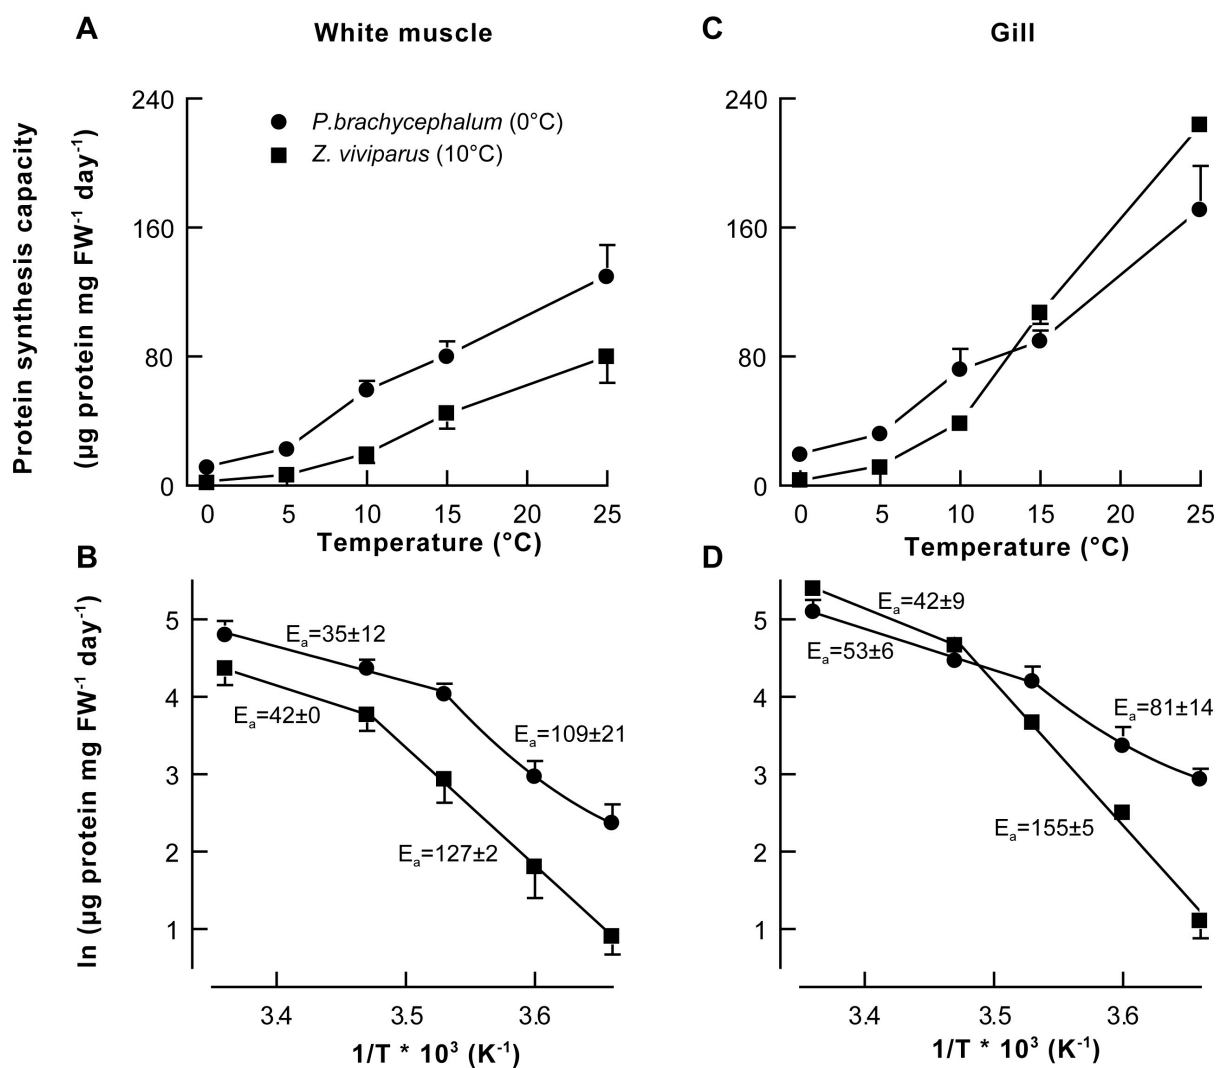 A
White muscle
C
Gill
Protein synthesis capacity
(µg protein mg FW⁻¹ day⁻¹)
240
160
80
0
P.brachycephalum (0°C)
Z. viviparus (10°C)
0 5 10 15 20 25
Temperature (°C)
240
160
80
0
0 5 10 15 20 25
Temperature (°C)
B
ln (µg protein mg FW⁻¹ day⁻¹)
5
4
3
2
1
Eₐ=35±12
Eₐ=42±0
Eₐ=109±21
Eₐ=127±2
3.4 3.5 3.6
1/T * 10³ (K⁻¹)
D
5
4
3
2
1
Eₐ=42±9
Eₐ=53±6
Eₐ=81±14
Eₐ=155±5
3.4 3.5 3.6
1/T * 10³ (K⁻¹)